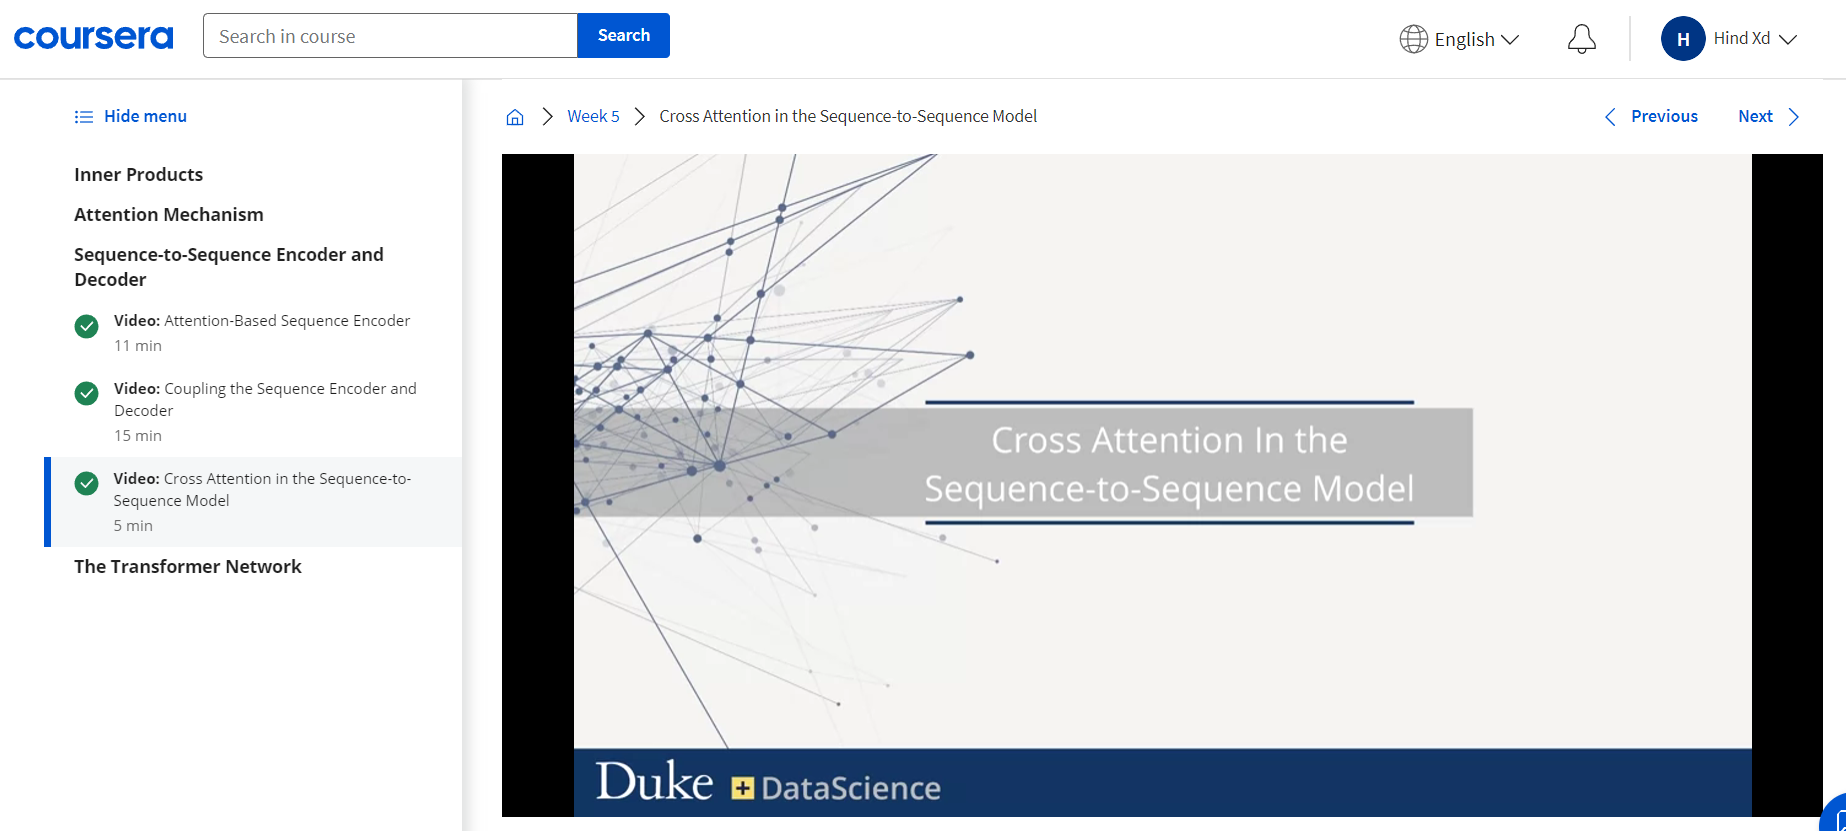 coursera
Search in course
Search
English
H
Hind Xd
Hide menu
Inner Products
Attention Mechanism
Sequence-to-Sequence Encoder and
Decoder
Video: Attention-Based Sequence Encoder
11 min
Video: Coupling the Sequence Encoder and
Decoder
15 min
Video: Cross Attention in the Sequence-to-
Sequence Model
5 min
The Transformer Network
Week 5
Cross Attention in the Sequence-to-Sequence Model
Previous
Next
Cross Attention In the
Sequence-to-Sequence Model
Duke + DataScience